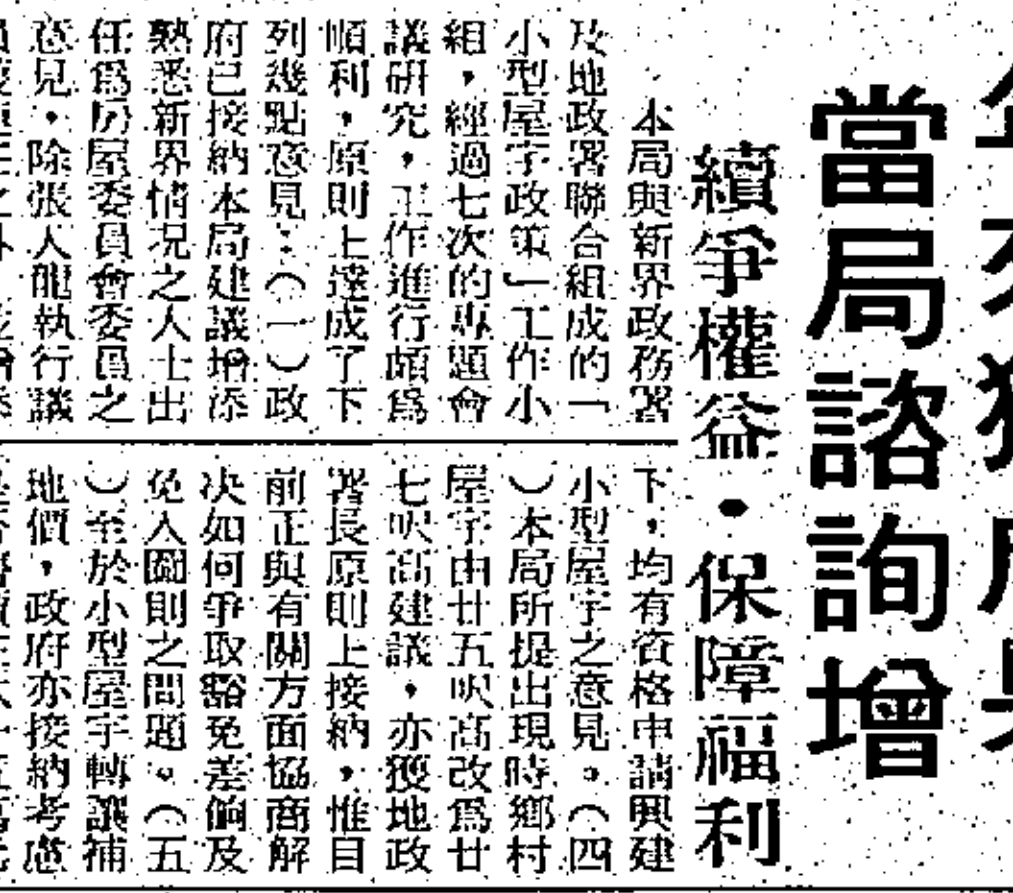 當局諮詢增
續爭權益·保障福利
本局與新界政務署
及地政署聯合組成的「
小型屋宇政策」工作小
組，經過七次的專題會
議研究，工作進行頗爲
順利，原則上達成了下
列幾點意見：（一）政
府已接納本局建議增添
熟悉新界情况之人士出
任爲房屋委員會委員之
意見，除張人龍執行議
下，均有資格申請興建
小型屋宇之意見。（四
）本局所提出現時鄉村
屋宇由廿五呎高改爲廿
七呎高建議，亦獲地政
署長原則上接納，惟目
前正與有關方面協商解
决如何爭取豁免差餉及
免入圖則之問題。（五
）至於小型屋宇轉讓補
地價，政府亦接納考慮